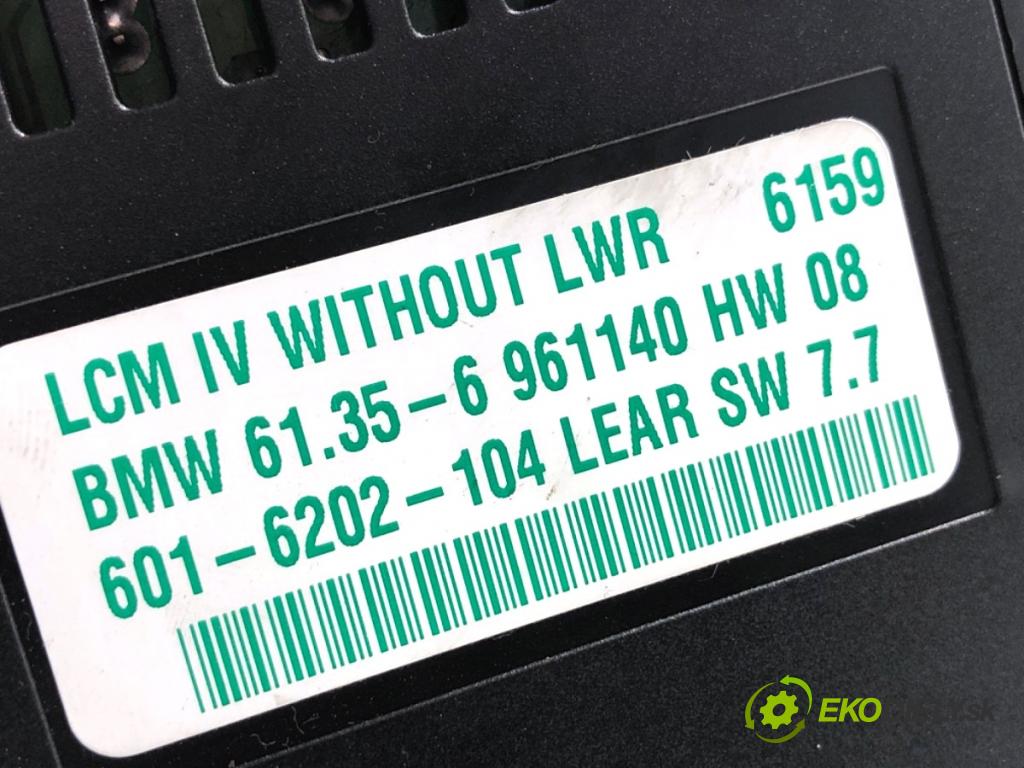 LCM IV WITHOUT LWR 6159
BMW 61.35-6 961140 HW 08
601-6202-104 LEAR SW 7.7
EKO